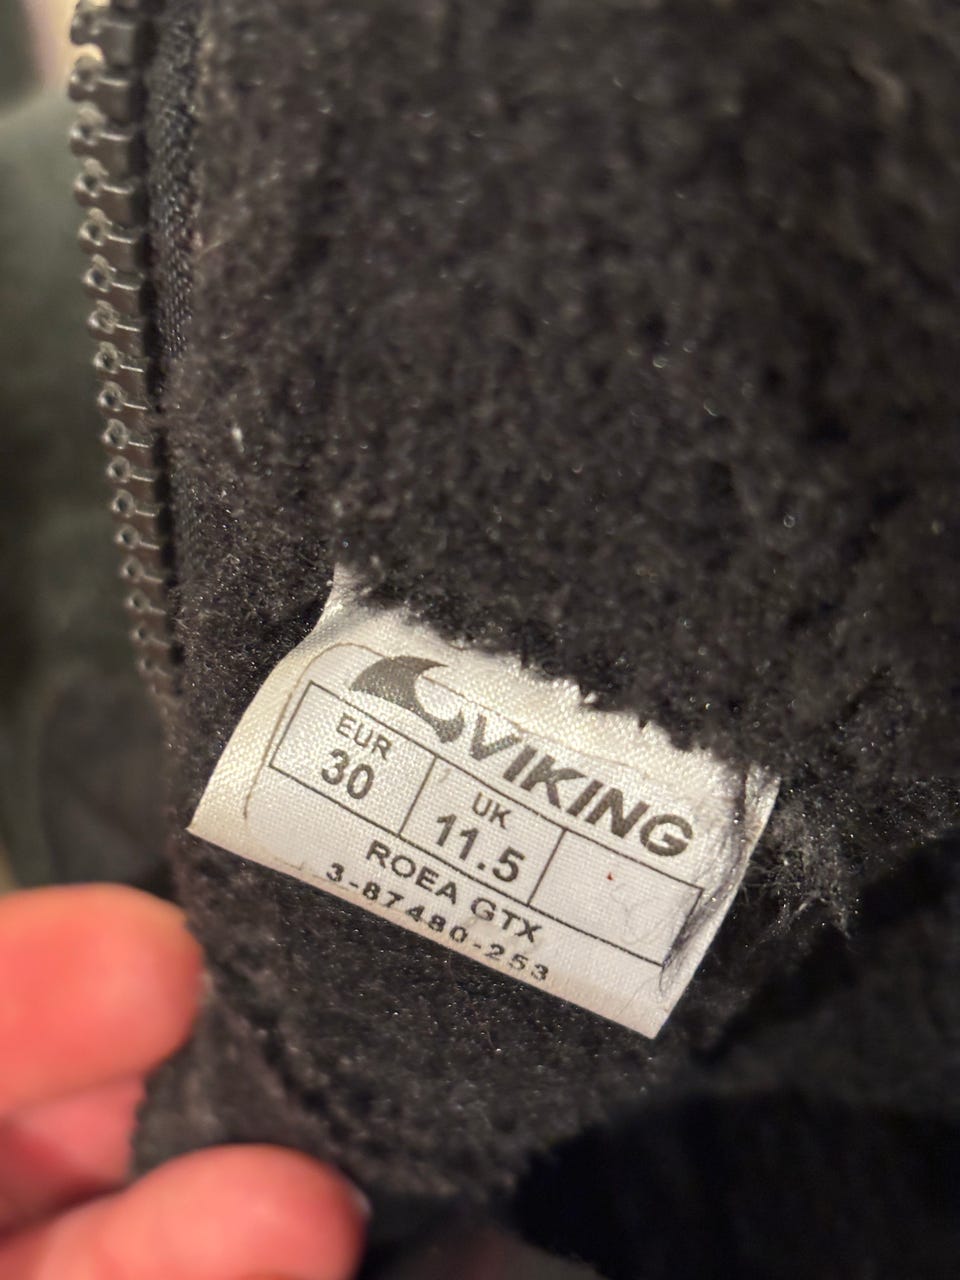 VIKING
EUR UK
30 11.5
ROEA GTX
3-87480-253